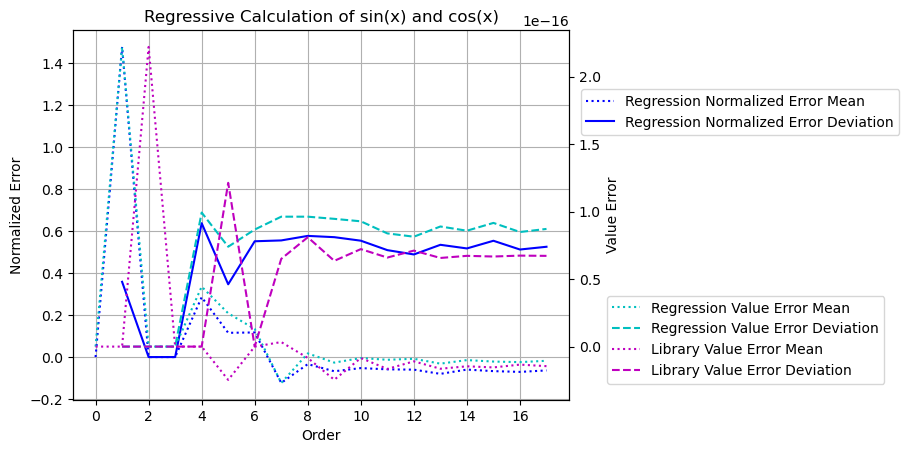 Regressive Calculation of sin(x) and cos(x)
1e−16
Normalized Error
1.4
1.2
1.0
0.8
0.6
0.4
0.2
0.0
−0.2
0 2 4 6 8 10 12 14 16
Order
2.0
1.5
1.0
0.5
0.0
Value Error
Regression Normalized Error Mean
Regression Normalized Error Deviation
Regression Value Error Mean
Regression Value Error Deviation
Library Value Error Mean
Library Value Error Deviation